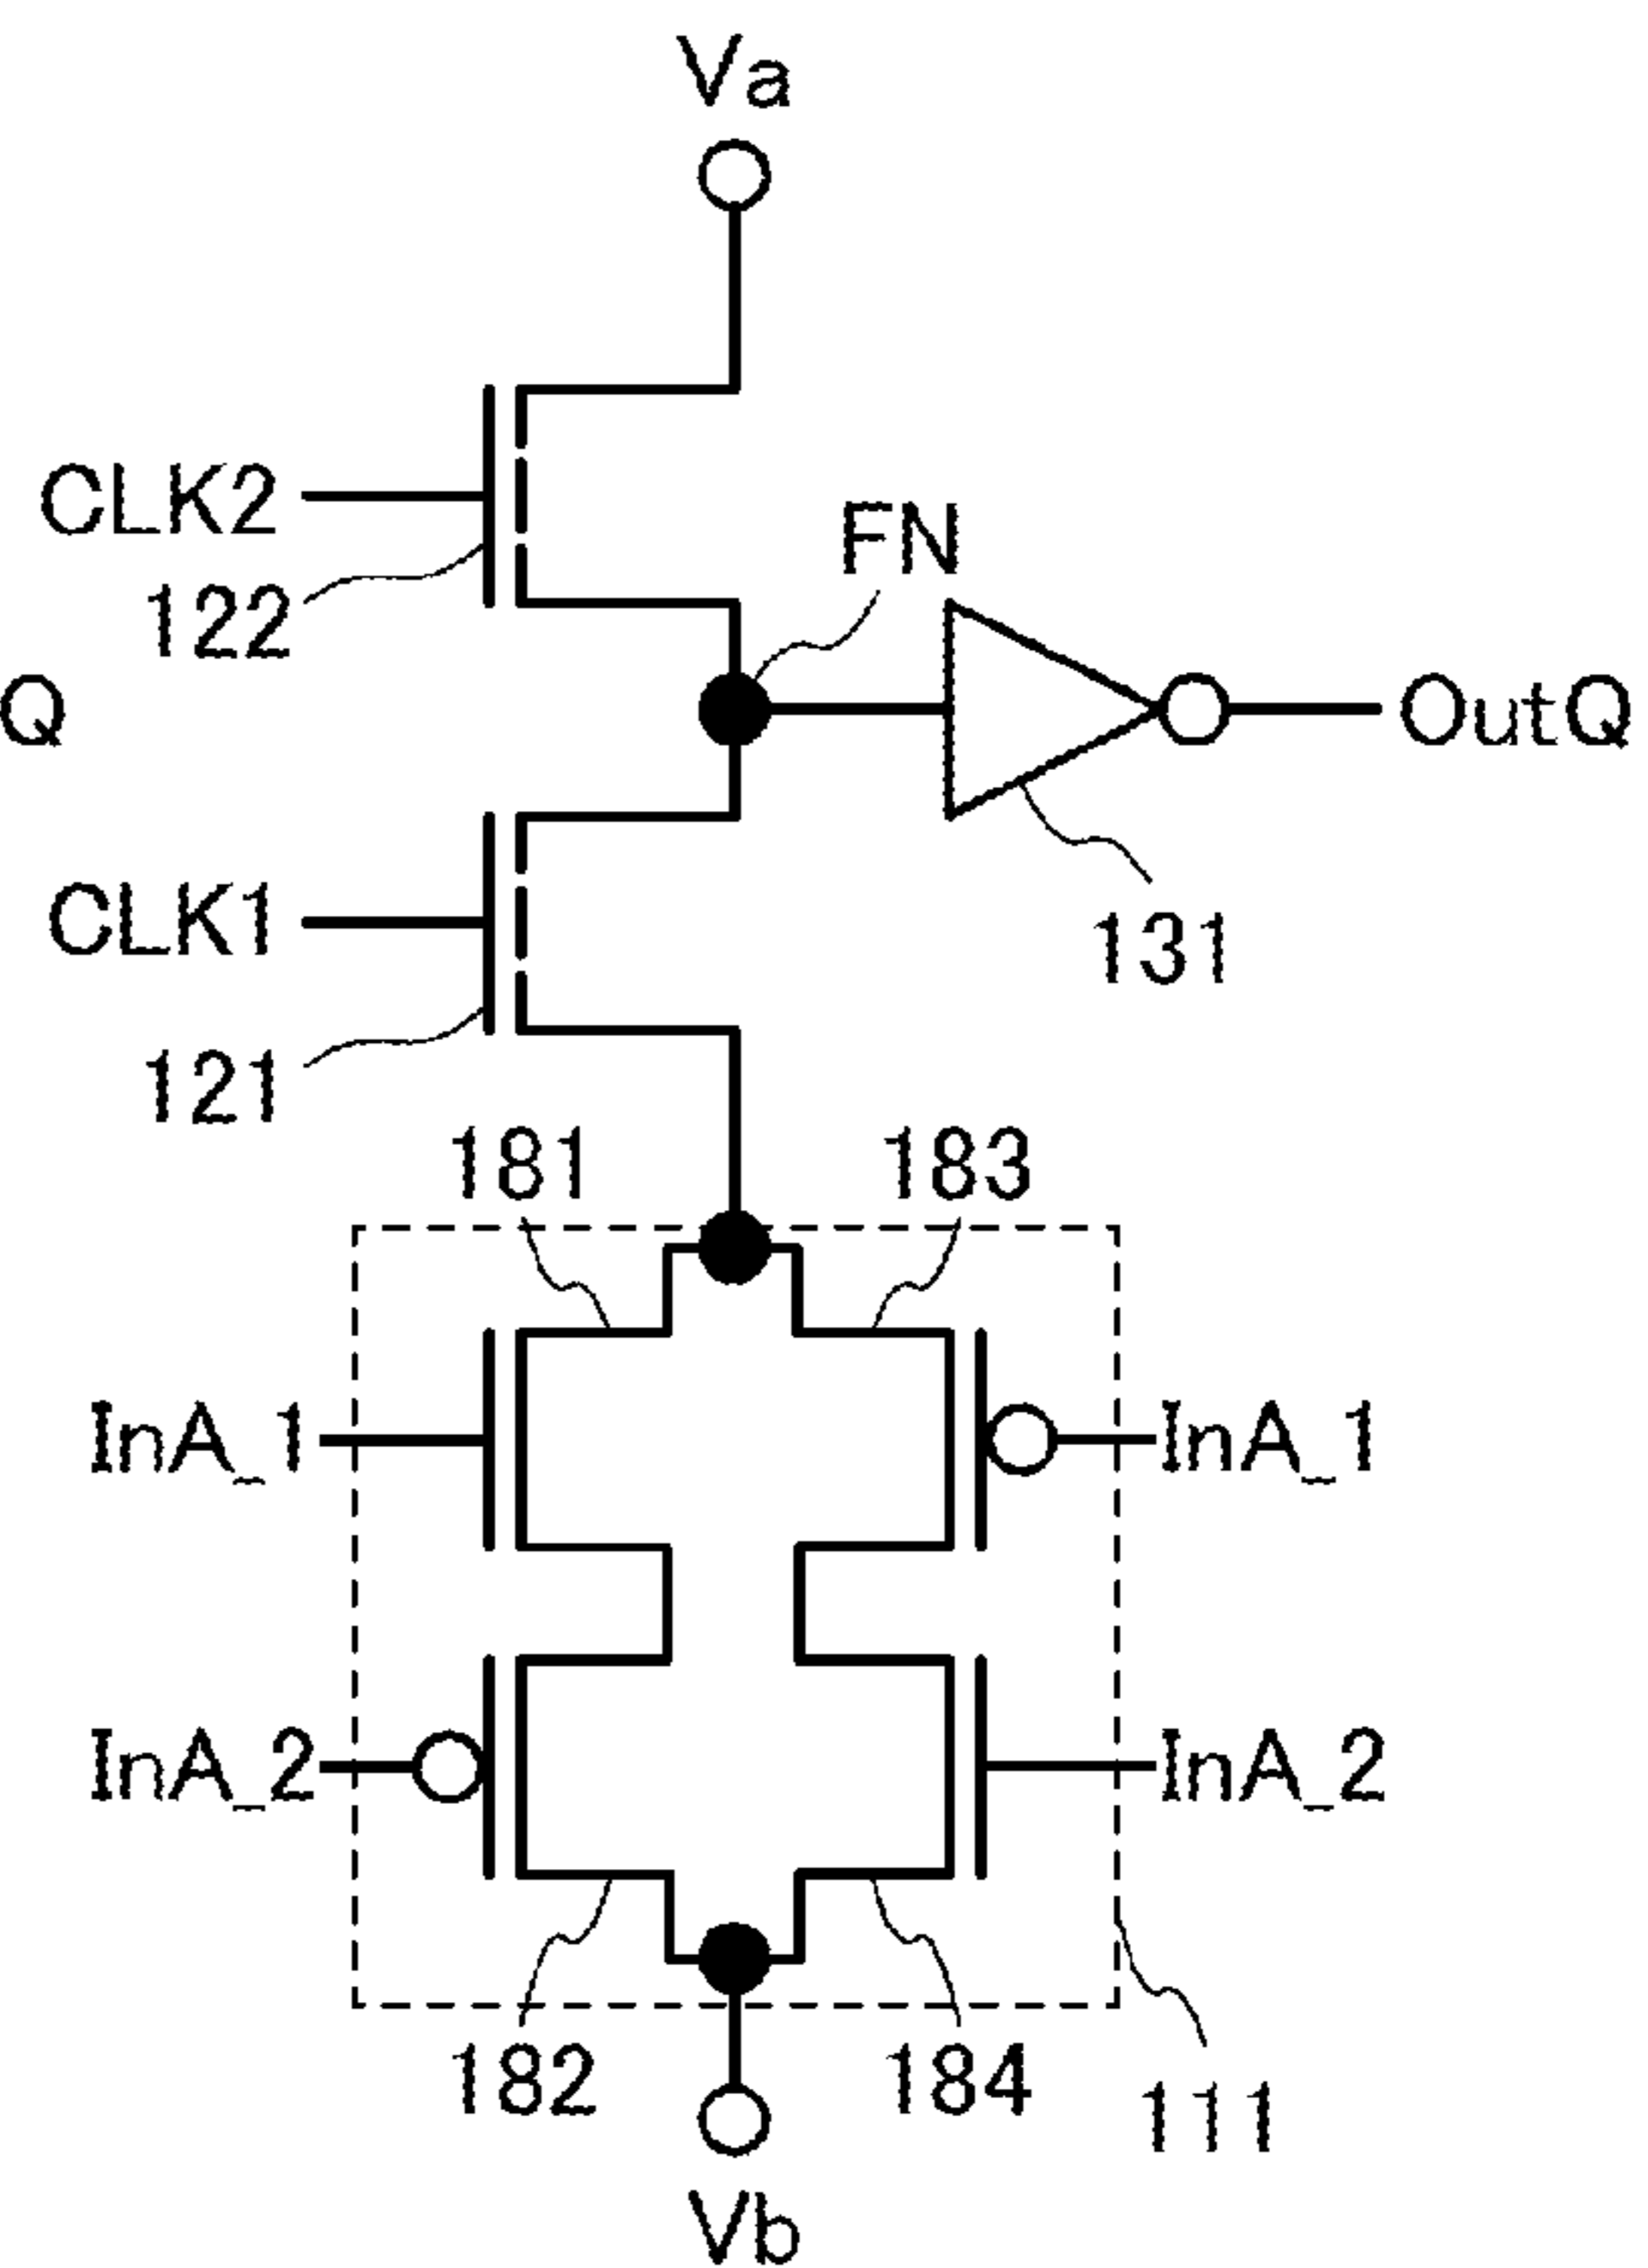 Va
CLK2
FN
122
Q
OutQ
CLK1
131
121
181 183
InA_1 InA_1
InA_2 InA_2
182 184
111
Vb